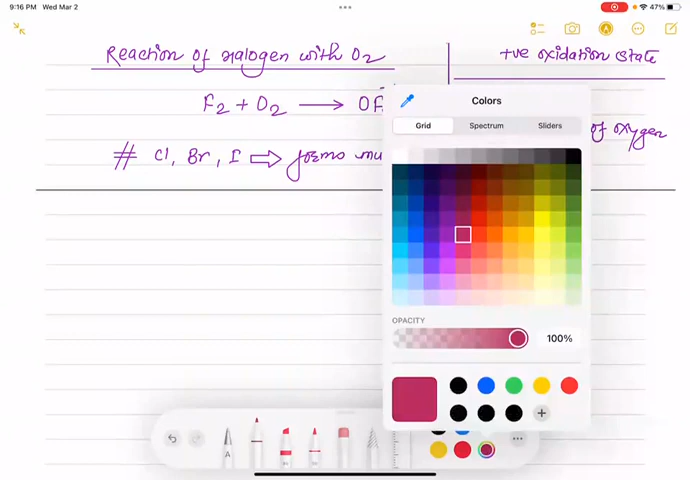 9:16 PM Wed Mar 2
47%
Reaction of Halogen with O2
+ve oxidation state
F2 + O2 ⟶ OF
of oxygen
# Cl, Br, I ⇨ forms
Colors
Grid Spectrum Sliders
OPACITY
100%
A